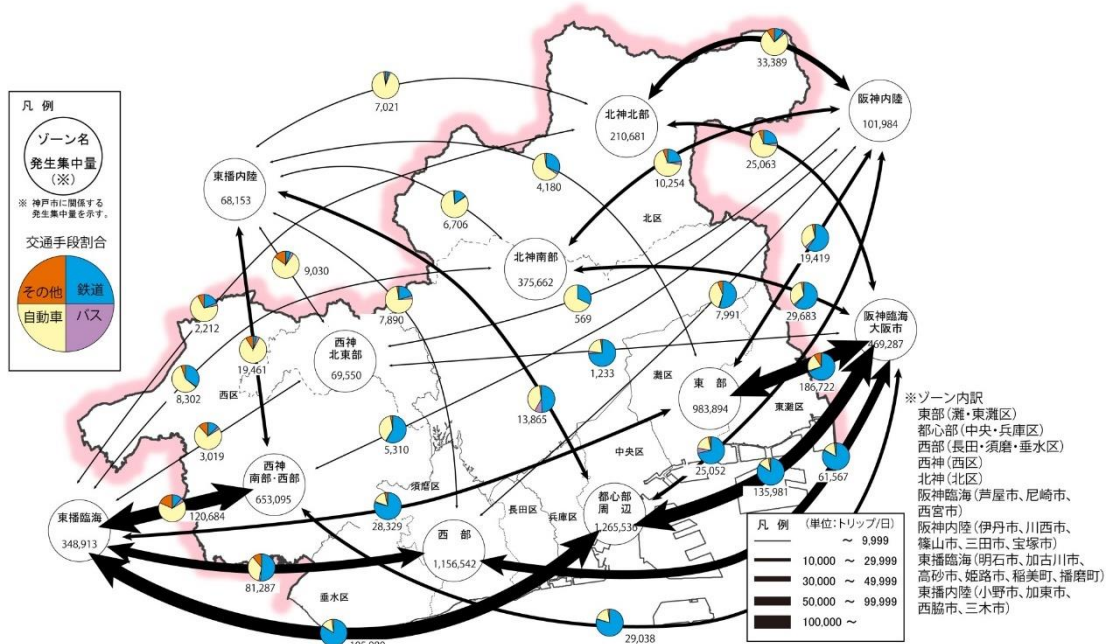 凡 例
ゾーン名
発生集中量
(※)
※ 神戸市に関係する
発生集中量を示す。
交通手段割合
その他
鉄道
自動車
バス
33,389
7,021
北神北部
210,681
阪神内陸
101,984
25,063
東播内陸
68,153
4,180
10,254
6,706
北区
19,419
北神南部
375,662
9,030
2,212
7,890
569
7,991
29,683
阪神臨海
大阪市
469,287
西神
北東部
69,550
19,461
西区
8,302
1,233
灘区
東 部
983,894
186,722
東灘区
13,865
中央区
3,019
5,310
西神
南部・西部
653,095
須磨区
25,052
135,981
61,567
都心部
周 辺
1,265,530
長田区
兵庫区
東播臨海
348,913
120,684
28,329
西 部
1,156,542
81,287
垂水区
29,038
凡 例 (単位:トリップ/日)
~ 9,999
10,000 ~ 29,999
30,000 ~ 49,999
50,000 ~ 99,999
100,000 ~
※ゾーン内訳
東部(灘・東灘区)
都心部(中央・兵庫区)
西部(長田・須磨・垂水区)
西神(西区)
北神(北区)
阪神臨海(芦屋市、尼崎市、
西宮市)
阪神内陸(伊丹市、川西市、
篠山市、三田市、宝塚市)
東播臨海(明石市、加古川市、
高砂市、姫路市、稲美町、播磨町)
東播内陸(小野市、加東市、
西脇市、三木市)